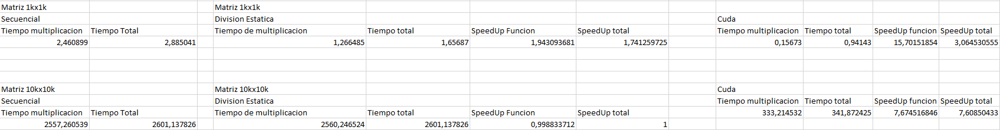 Matriz 1kx1k Matriz 1kx1k
Secuencial Division Estatica Cuda
Tiempo multiplicacion Tiempo Total Tiempo de multiplicacion Tiempo total SpeedUp Funcion SpeedUp total Tiempo multiplicacion Tiempo total SpeedUp funcion SpeedUp total
2,460899 2,885041 1,266485 1,65687 1,943093681 1,741259725 0,15673 0,94143 15,70151854 3,064530555
Matriz 10kx10k Matriz 10kx10k Cuda
Secuencial Division Estatica Tiempo multiplicacion Tiempo total SpeedUp funcion SpeedUp total
Tiempo multiplicacion Tiempo Total Tiempo de multiplicacion Tiempo total SpeedUp Funcion SpeedUp total 333,214532 341,872425 7,674516846 7,60850433
2557,260539 2601,137826 2560,246524 2601,137826 0,998833712 1